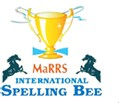 MaRRS
INTERNATIONAL
SPELLING BEE